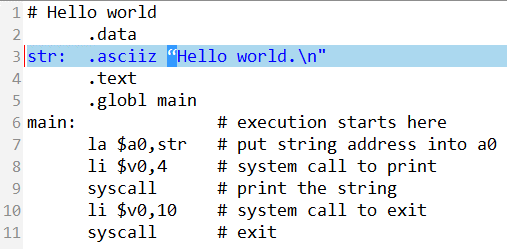 1 # Hello world
2       .data
3 str:  .asciiz “Hello world.\n"
4       .text
5       .globl main
6 main:             # execution starts here
7       la $a0,str  # put string address into a0
8       li $v0,4    # system call to print
9       syscall     # print the string
10       li $v0,10   # system call to exit
11       syscall     # exit